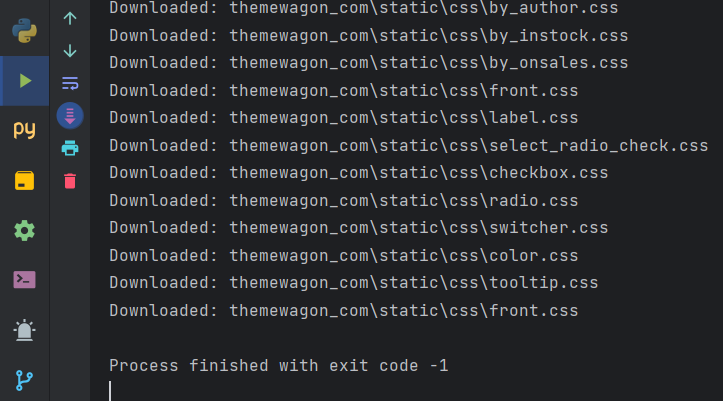 Downloaded: themewagon_com\static\css\by_author.css
Downloaded: themewagon_com\static\css\by_instock.css
Downloaded: themewagon_com\static\css\by_onsales.css
Downloaded: themewagon_com\static\css\front.css
Downloaded: themewagon_com\static\css\label.css
Downloaded: themewagon_com\static\css\select_radio_check.css
Downloaded: themewagon_com\static\css\checkbox.css
Downloaded: themewagon_com\static\css\radio.css
Downloaded: themewagon_com\static\css\switcher.css
Downloaded: themewagon_com\static\css\color.css
Downloaded: themewagon_com\static\css\tooltip.css
Downloaded: themewagon_com\static\css\front.css
Process finished with exit code -1
py